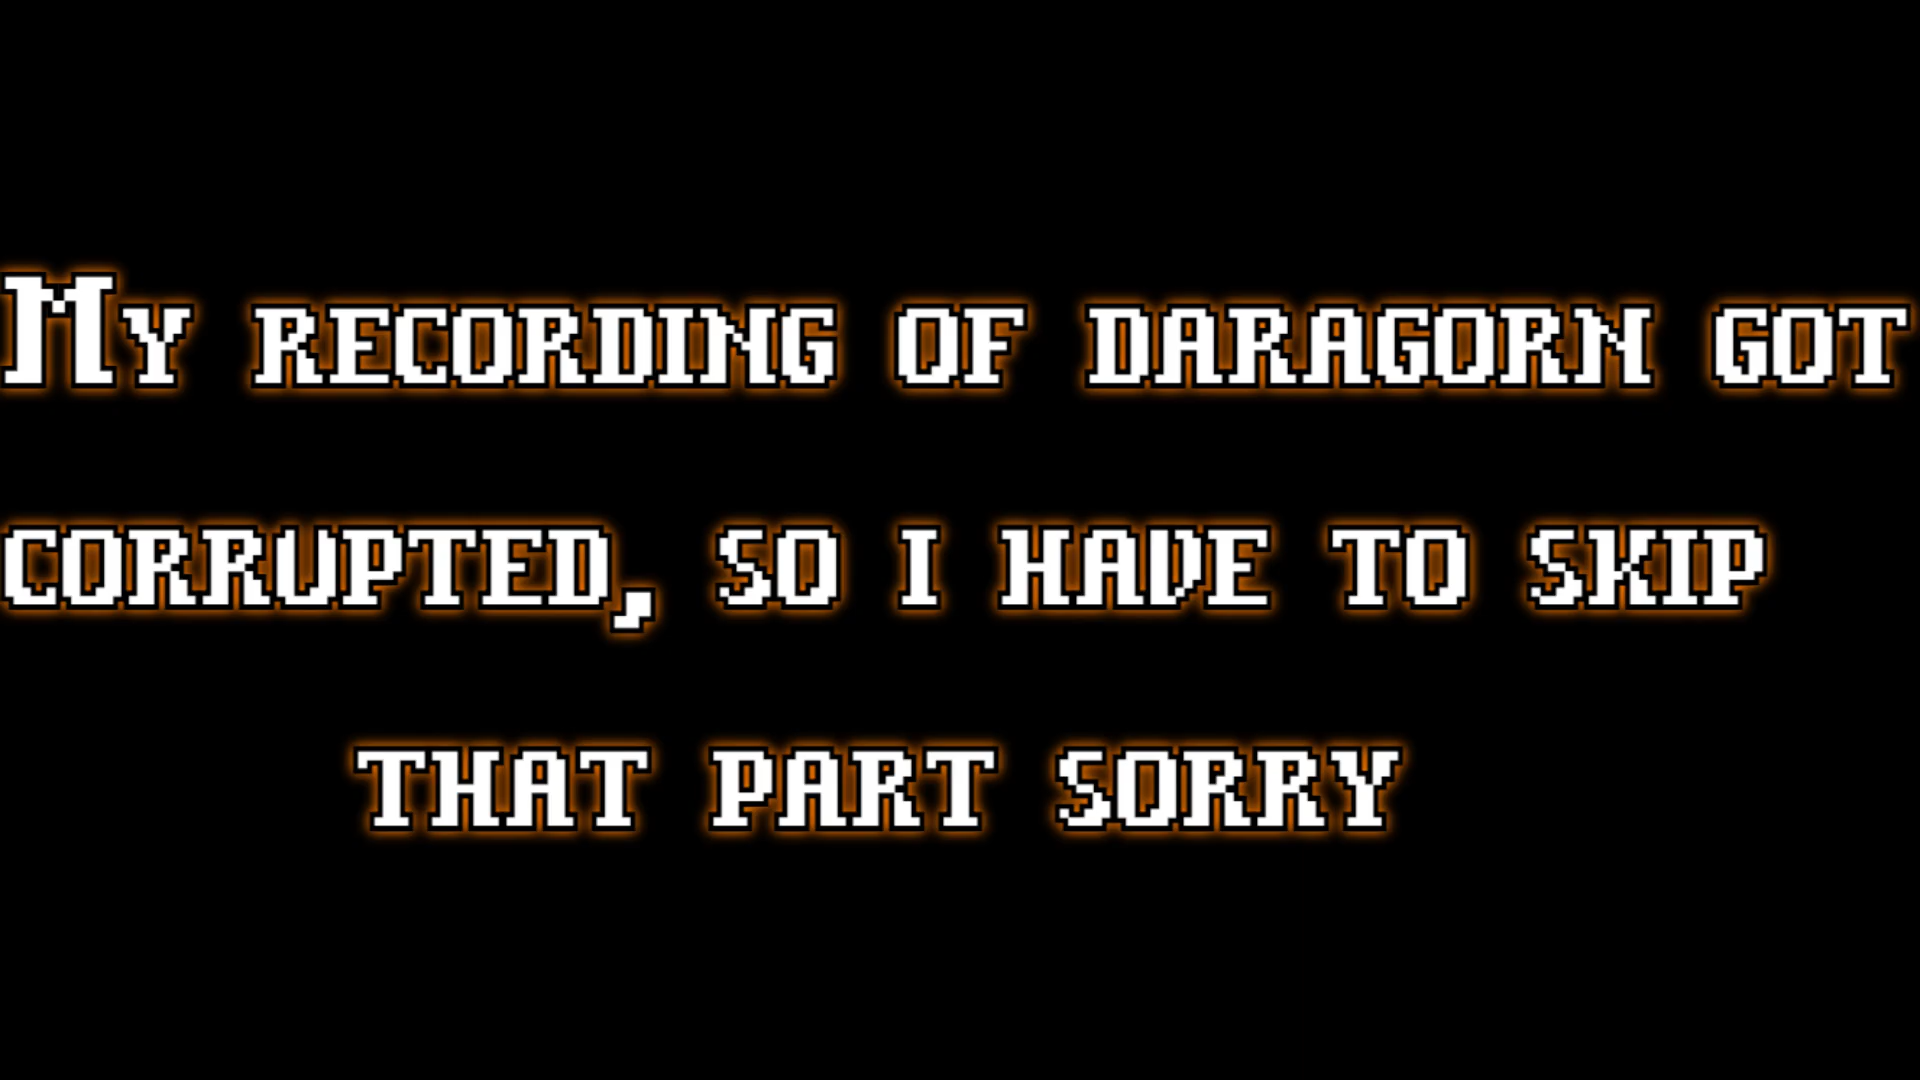 My recording of daragorn got
corrupted, so i have to skip
that part sorry